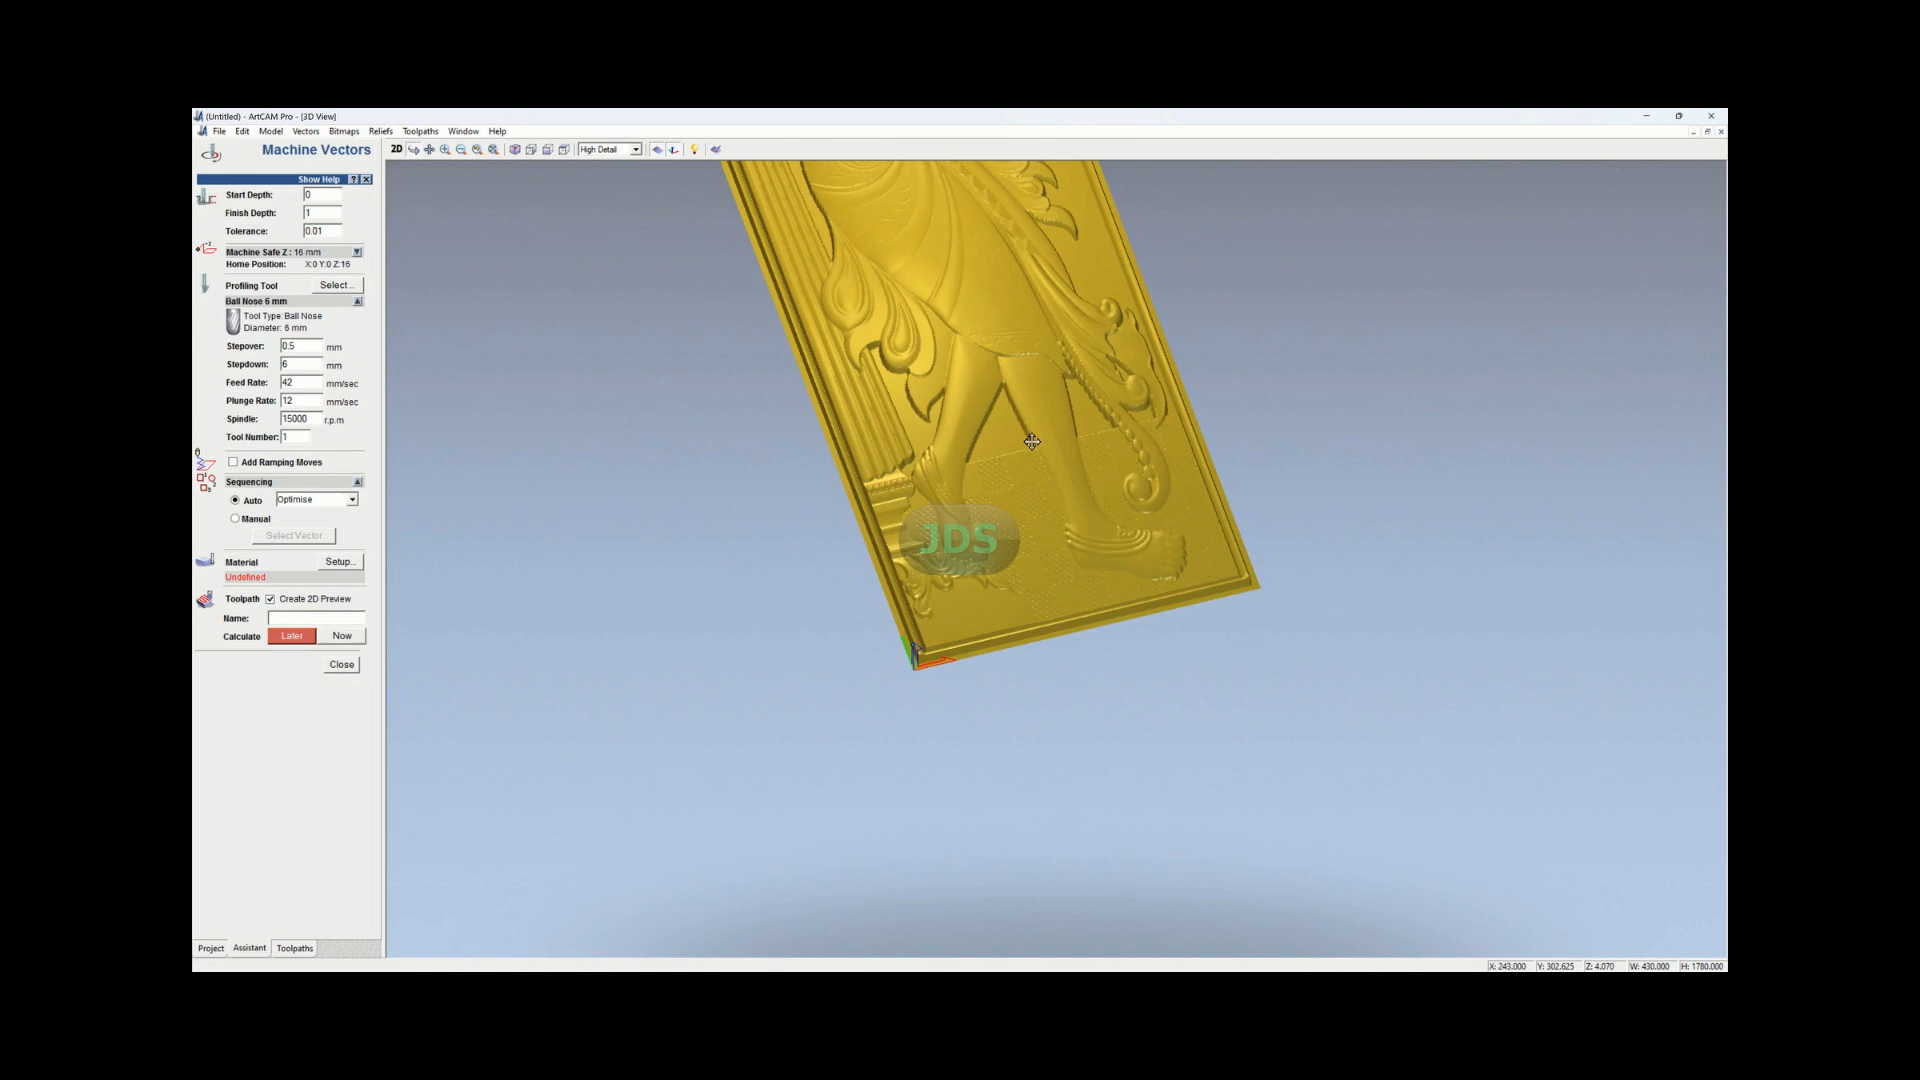 (Untitled) - ArtCAM Pro - [3D View]
File Edit Model Vectors Bitmaps Reliefs Toolpaths Window Help
Machine Vectors
2D High Detail
Show Help ?
Start Depth: 0
Finish Depth: 1
Tolerance: 0.01
Machine Safe Z : 16 mm
Home Position: X:0 Y:0 Z:16
Profiling Tool Select...
Ball Nose 6 mm
Tool Type: Ball Nose
Diameter: 6 mm
Stepover: 0.5 mm
Stepdown: 6 mm
Feed Rate: 42 mm/sec
Plunge Rate: 12 mm/sec
Spindle: 15000 r.p.m
Tool Number: 1
Add Ramping Moves
Sequencing
Auto Optimise
Manual
Select Vector
Material Setup...
Undefined
Toolpath Create 2D Preview
Name:
Calculate Later Now
Close
JDS
Project Assistant Toolpaths
X: 243.000 Y: 302.625 Z: 4.070 W: 430.000 H: 1780.000